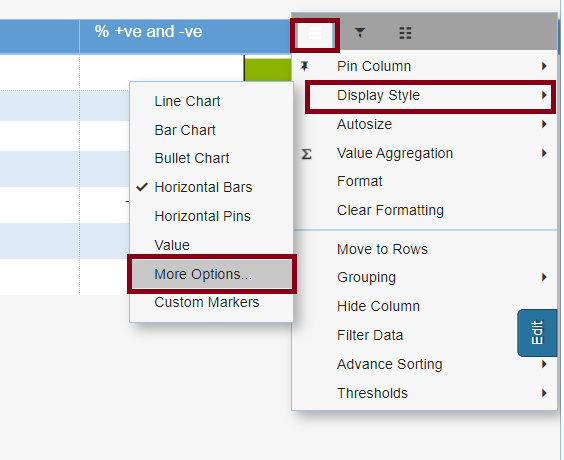 % +ve and -ve
Pin Column
Display Style
Autosize
Value Aggregation
Format
Clear Formatting
Move to Rows
Grouping
Hide Column
Filter Data
Advance Sorting
Thresholds
Line Chart
Bar Chart
Bullet Chart
Horizontal Bars
Horizontal Pins
Value
More Options...
Custom Markers
Edit